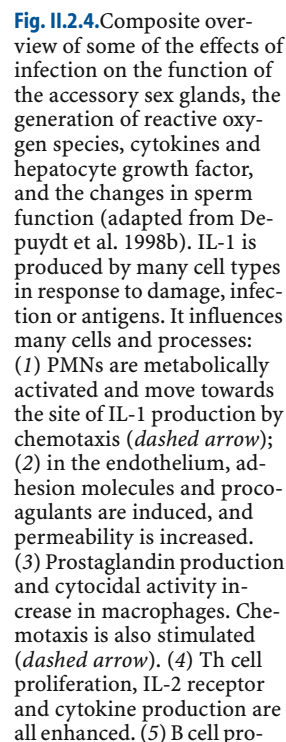 Fig. II.2.4.Composite over-
view of some of the effects of
infection on the function of
the accessory sex glands, the
generation of reactive oxy-
gen species, cytokines and
hepatocyte growth factor,
and the changes in sperm
function (adapted from De-
puydt et al. 1998b). IL-1 is
produced by many cell types
in response to damage, infec-
tion or antigens. It influences
many cells and processes:
(1) PMNs are metabolically
activated and move towards
the site of IL-1 production by
chemotaxis (dashed arrow);
(2) in the endothelium, ad-
hesion molecules and proco-
agulants are induced, and
permeability is increased.
(3) Prostaglandin production
and cytocidal activity in-
crease in macrophages. Che-
motaxis is also stimulated
(dashed arrow). (4) Th cell
proliferation, IL-2 receptor
and cytokine production are
all enhanced. (5) B cell pro-